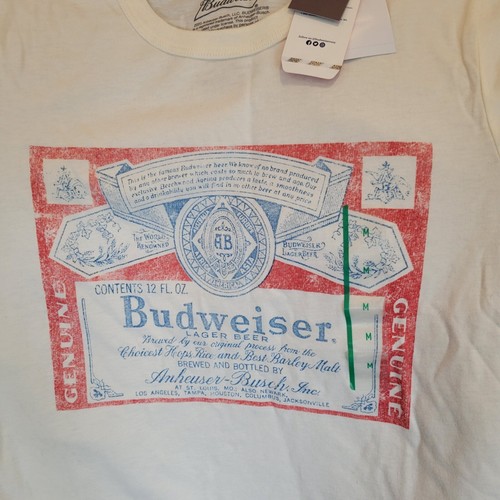 Budweiser
This is the famous Budweiser beer. We know of no brand produced
by any other brewer which costs so much to brew and age. Our
exclusive Beechwood Ageing produces a taste, a smoothness
and a drinkability you will find in no other beer at any price.
THE WORLD
RENOWNED
BUDWEISER
LAGER BEER
CONTENTS 12 FL. OZ.
Budweiser®
LAGER BEER
Brewed by our original process from the
Choicest Hops, Rice and Best Barley Malt
BREWED AND BOTTLED BY
Anheuser-Busch, Inc.
AT ST. LOUIS, MO. ALSO NEWARK,
LOS ANGELES, TAMPA, HOUSTON, COLUMBUS, JACKSONVILLE
GENUINE
GENUINE
M
M
M
M
M